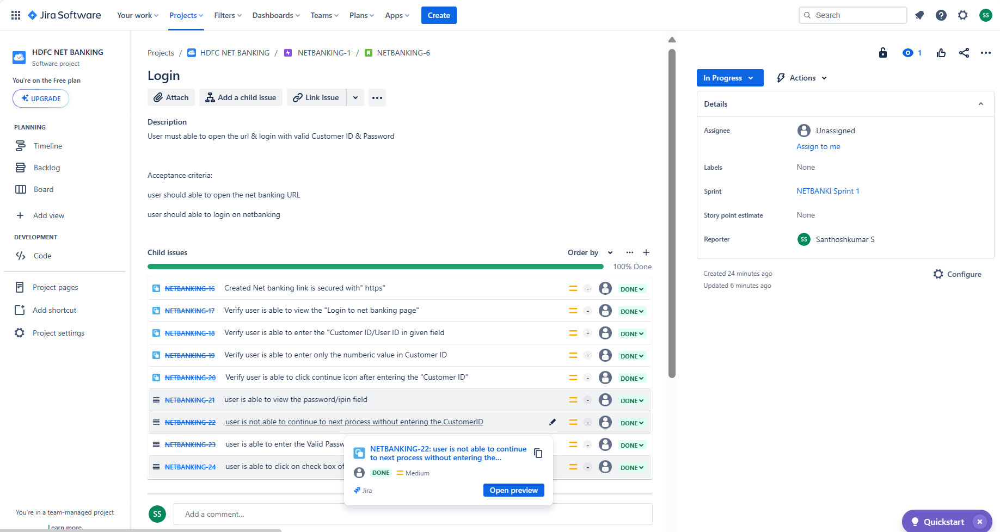 Jira Software Your work Projects Filters Dashboards Teams Plans Apps Create Search SS
HDFC NET BANKING
Software project
You're on the Free plan
UPGRADE
PLANNING
Timeline
Backlog
Board
Add view
DEVELOPMENT
Code
Project pages
Add shortcut
Project settings
You're in a team-managed project
Learn more
Projects / HDFC NET BANKING / NETBANKING-1 / NETBANKING-6
Login
Attach Add a child issue Link issue
Description
User must able to open the url & login with valid Customer ID & Password
Acceptance criteria:
user should able to open the net banking URL
user should able to login on netbanking
Child issues Order by
100% Done
NETBANKING-16 Created Net banking link is secured with" https" - DONE
NETBANKING-17 Verify user is able to view the "Login to net banking page" - DONE
NETBANKING-18 Verify user is able to enter the "Customer ID/User ID in given field - DONE
NETBANKING-19 Verify user is able to enter only the numberic value in Customer ID - DONE
NETBANKING-20 Verify user is able to click continue icon after entering the "Customer ID" - DONE
NETBANKING-21 user is able to view the password/ipin field - DONE
NETBANKING-22 user is not able to continue to next process without entering the CustomerID - DONE
NETBANKING-23 user is able to enter the Valid Passw - DONE
NETBANKING-24 user is able to click on check box of - DONE
NETBANKING-22: user is not able to continue
to next process without entering the...
DONE Medium
Jira Open preview
SS Add a comment...
1
In Progress Actions
Details
Assignee Unassigned
Assign to me
Labels None
Sprint NETBANKI Sprint 1
Story point estimate None
Reporter SS Santhoshkumar S
Created 24 minutes ago
Updated 6 minutes ago
Configure
Quickstart